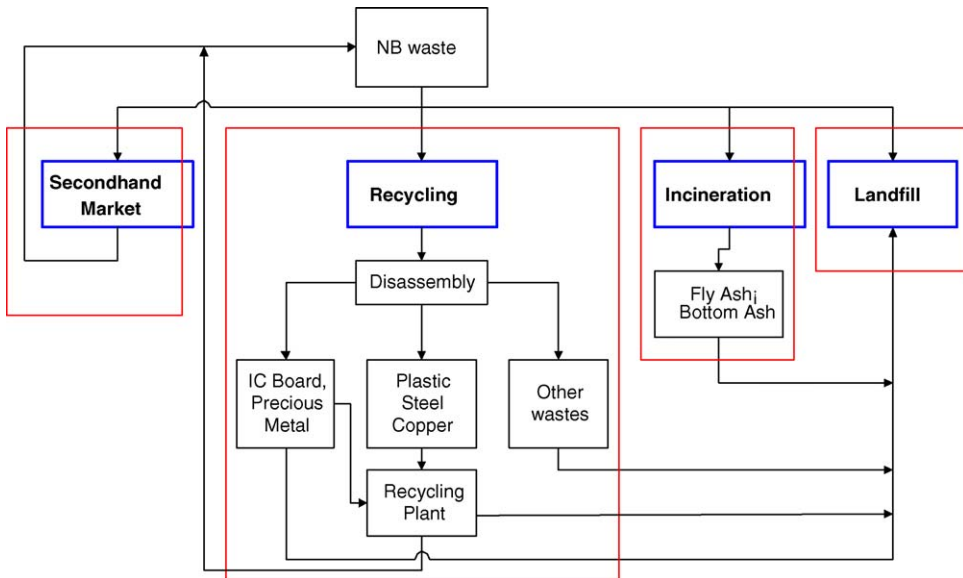 NB waste
Secondhand
Market
Recycling
Incineration
Landfill
Disassembly
Fly Ash¡
Bottom Ash
IC Board,
Precious
Metal
Plastic
Steel
Copper
Other
wastes
Recycling
Plant